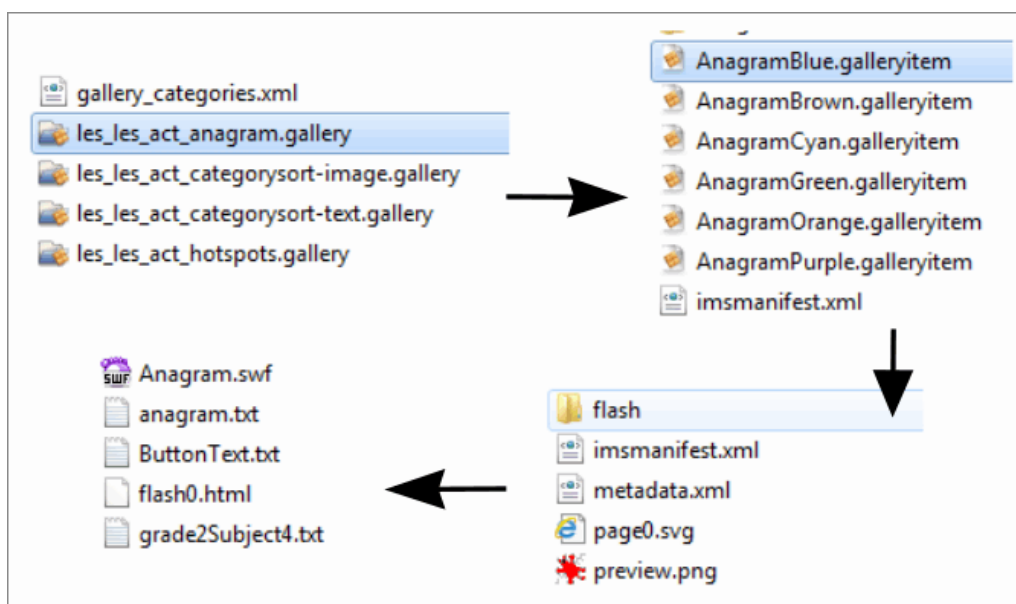 gallery_categories.xml
les_les_act_anagram.gallery
les_les_act_categorysort-image.gallery
les_les_act_categorysort-text.gallery
les_les_act_hotspots.gallery
AnagramBlue.galleryitem
AnagramBrown.galleryitem
AnagramCyan.galleryitem
AnagramGreen.galleryitem
AnagramOrange.galleryitem
AnagramPurple.galleryitem
imsmanifest.xml
flash
imsmanifest.xml
metadata.xml
page0.svg
preview.png
SWF Anagram.swf
anagram.txt
ButtonText.txt
flash0.html
grade2Subject4.txt